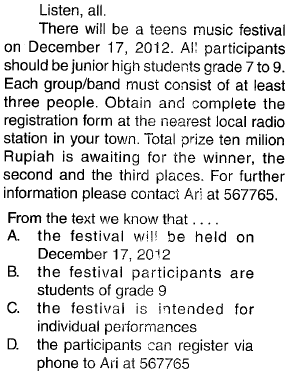 Listen, all.
There will be a teens music festival
on December 17, 2012. All participants
should be junior high students grade 7 to 9.
Each group/band must consist of at least
three people. Obtain and complete the
registration form at the nearest local radio
station in your town. Total prize ten milion
Rupiah is awaiting for the winner, the
second and the third places. For further
information please contact Ari at 567765.
From the text we know that ....
A. the festival will be held on
December 17, 2012
B. the festival participants are
students of grade 9
C. the festival is intended for
individual performances
D. the participants can register via
phone to Ari at 567765